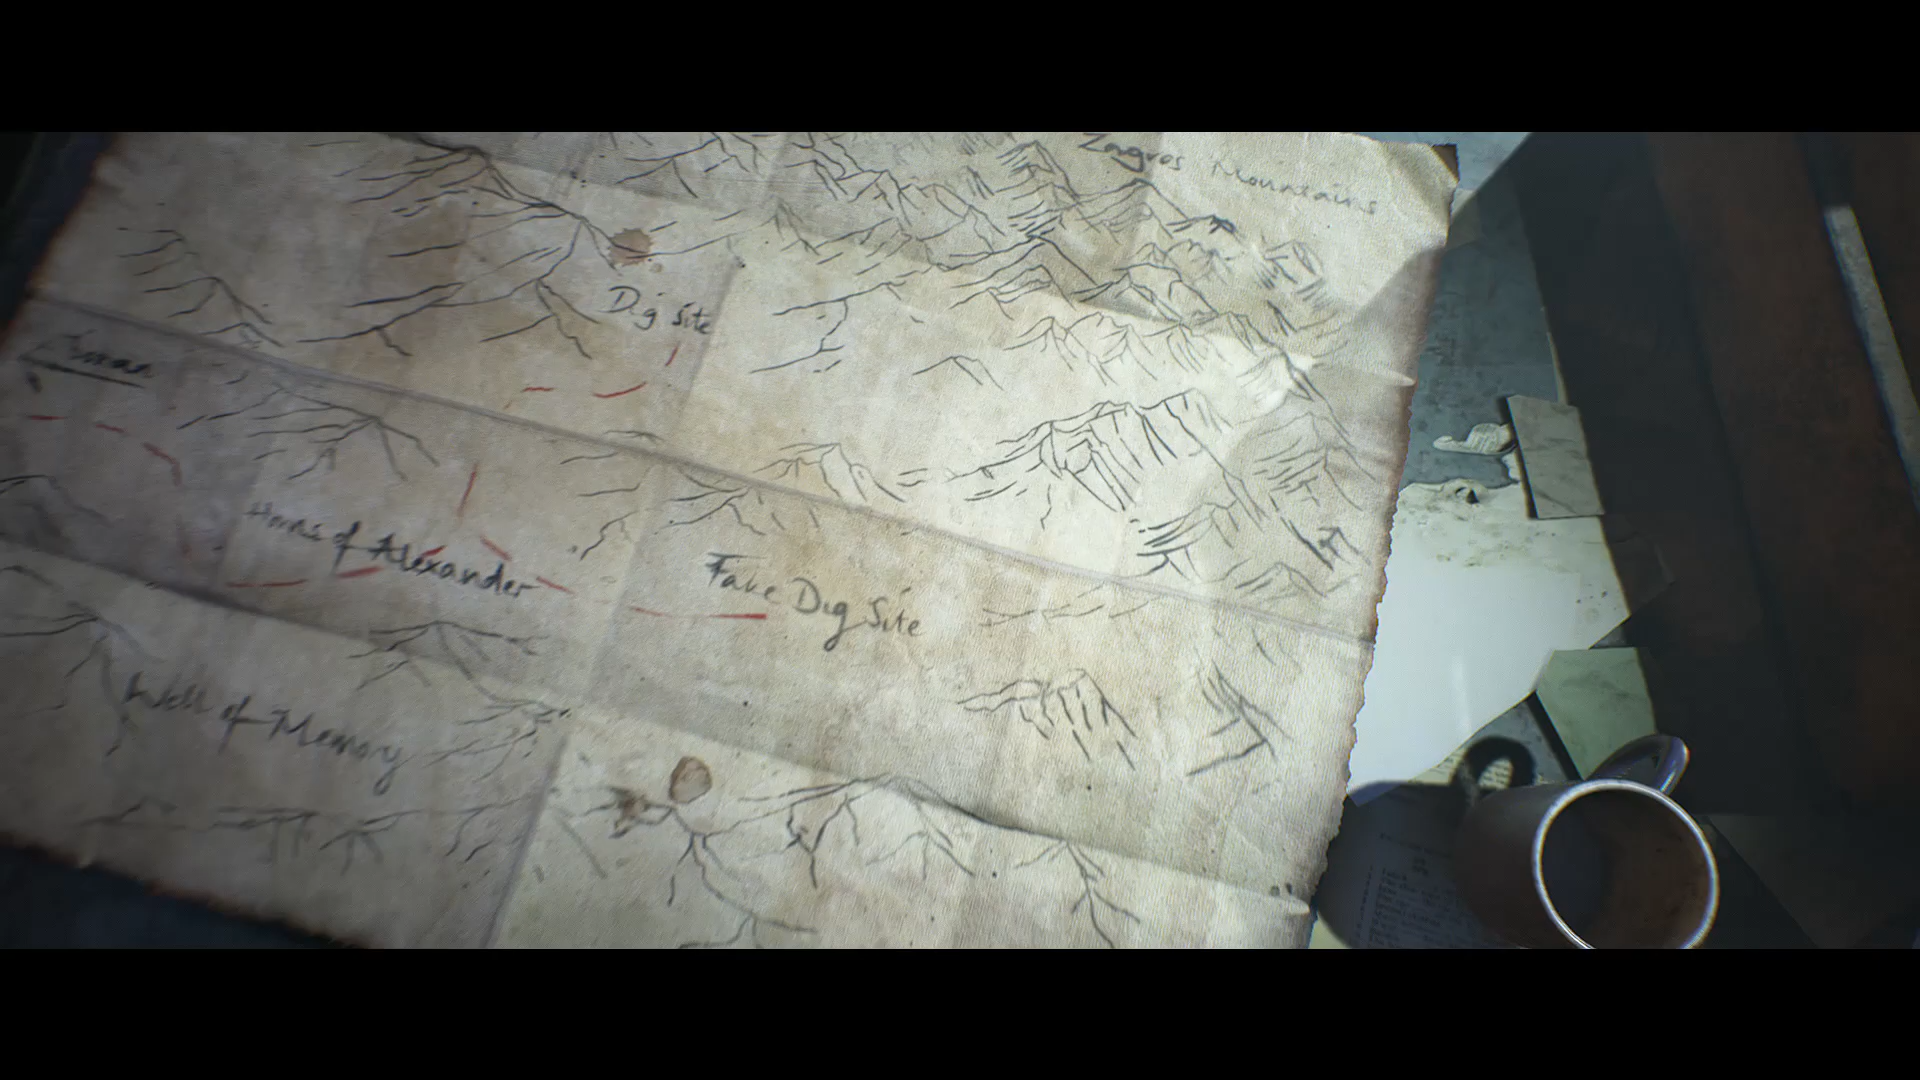 Zagros Mountains
Dig Site
Horns of Alexander
Fake Dig Site
Well of Memory